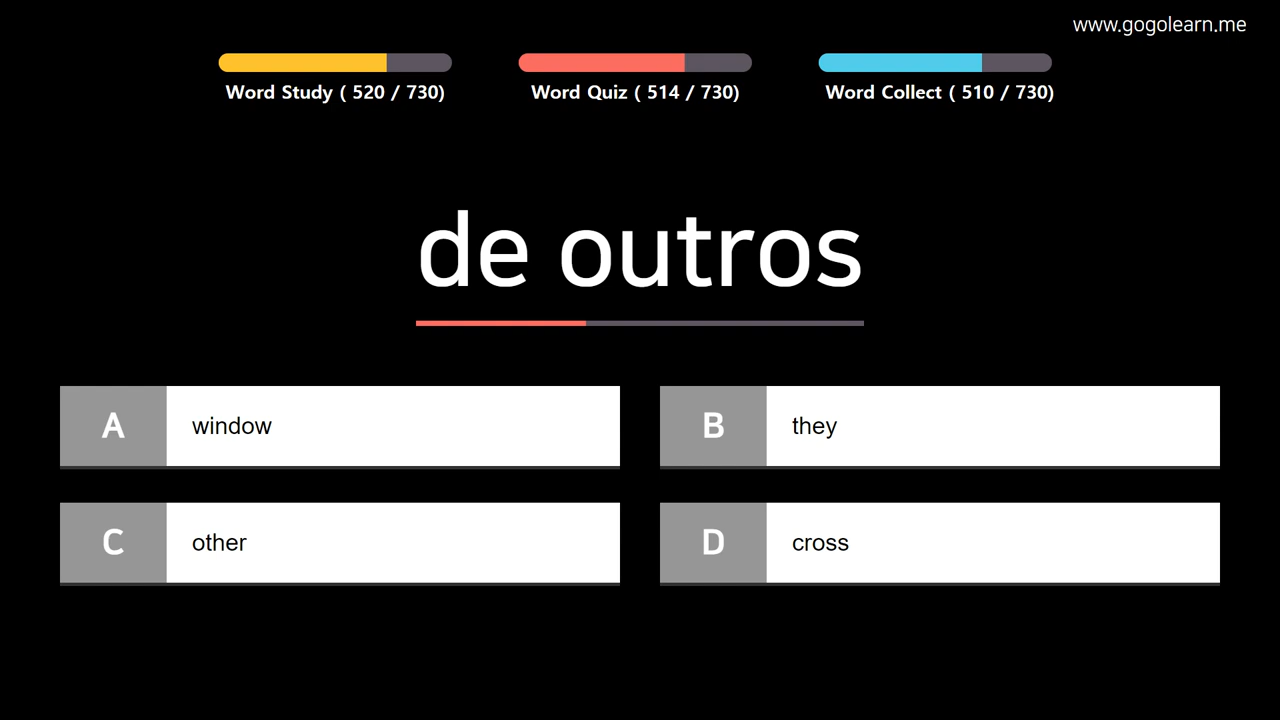 www.gogolearn.me
Word Study ( 520 / 730)
Word Quiz ( 514 / 730)
Word Collect ( 510 / 730)
de outros
A window
B they
C other
D cross